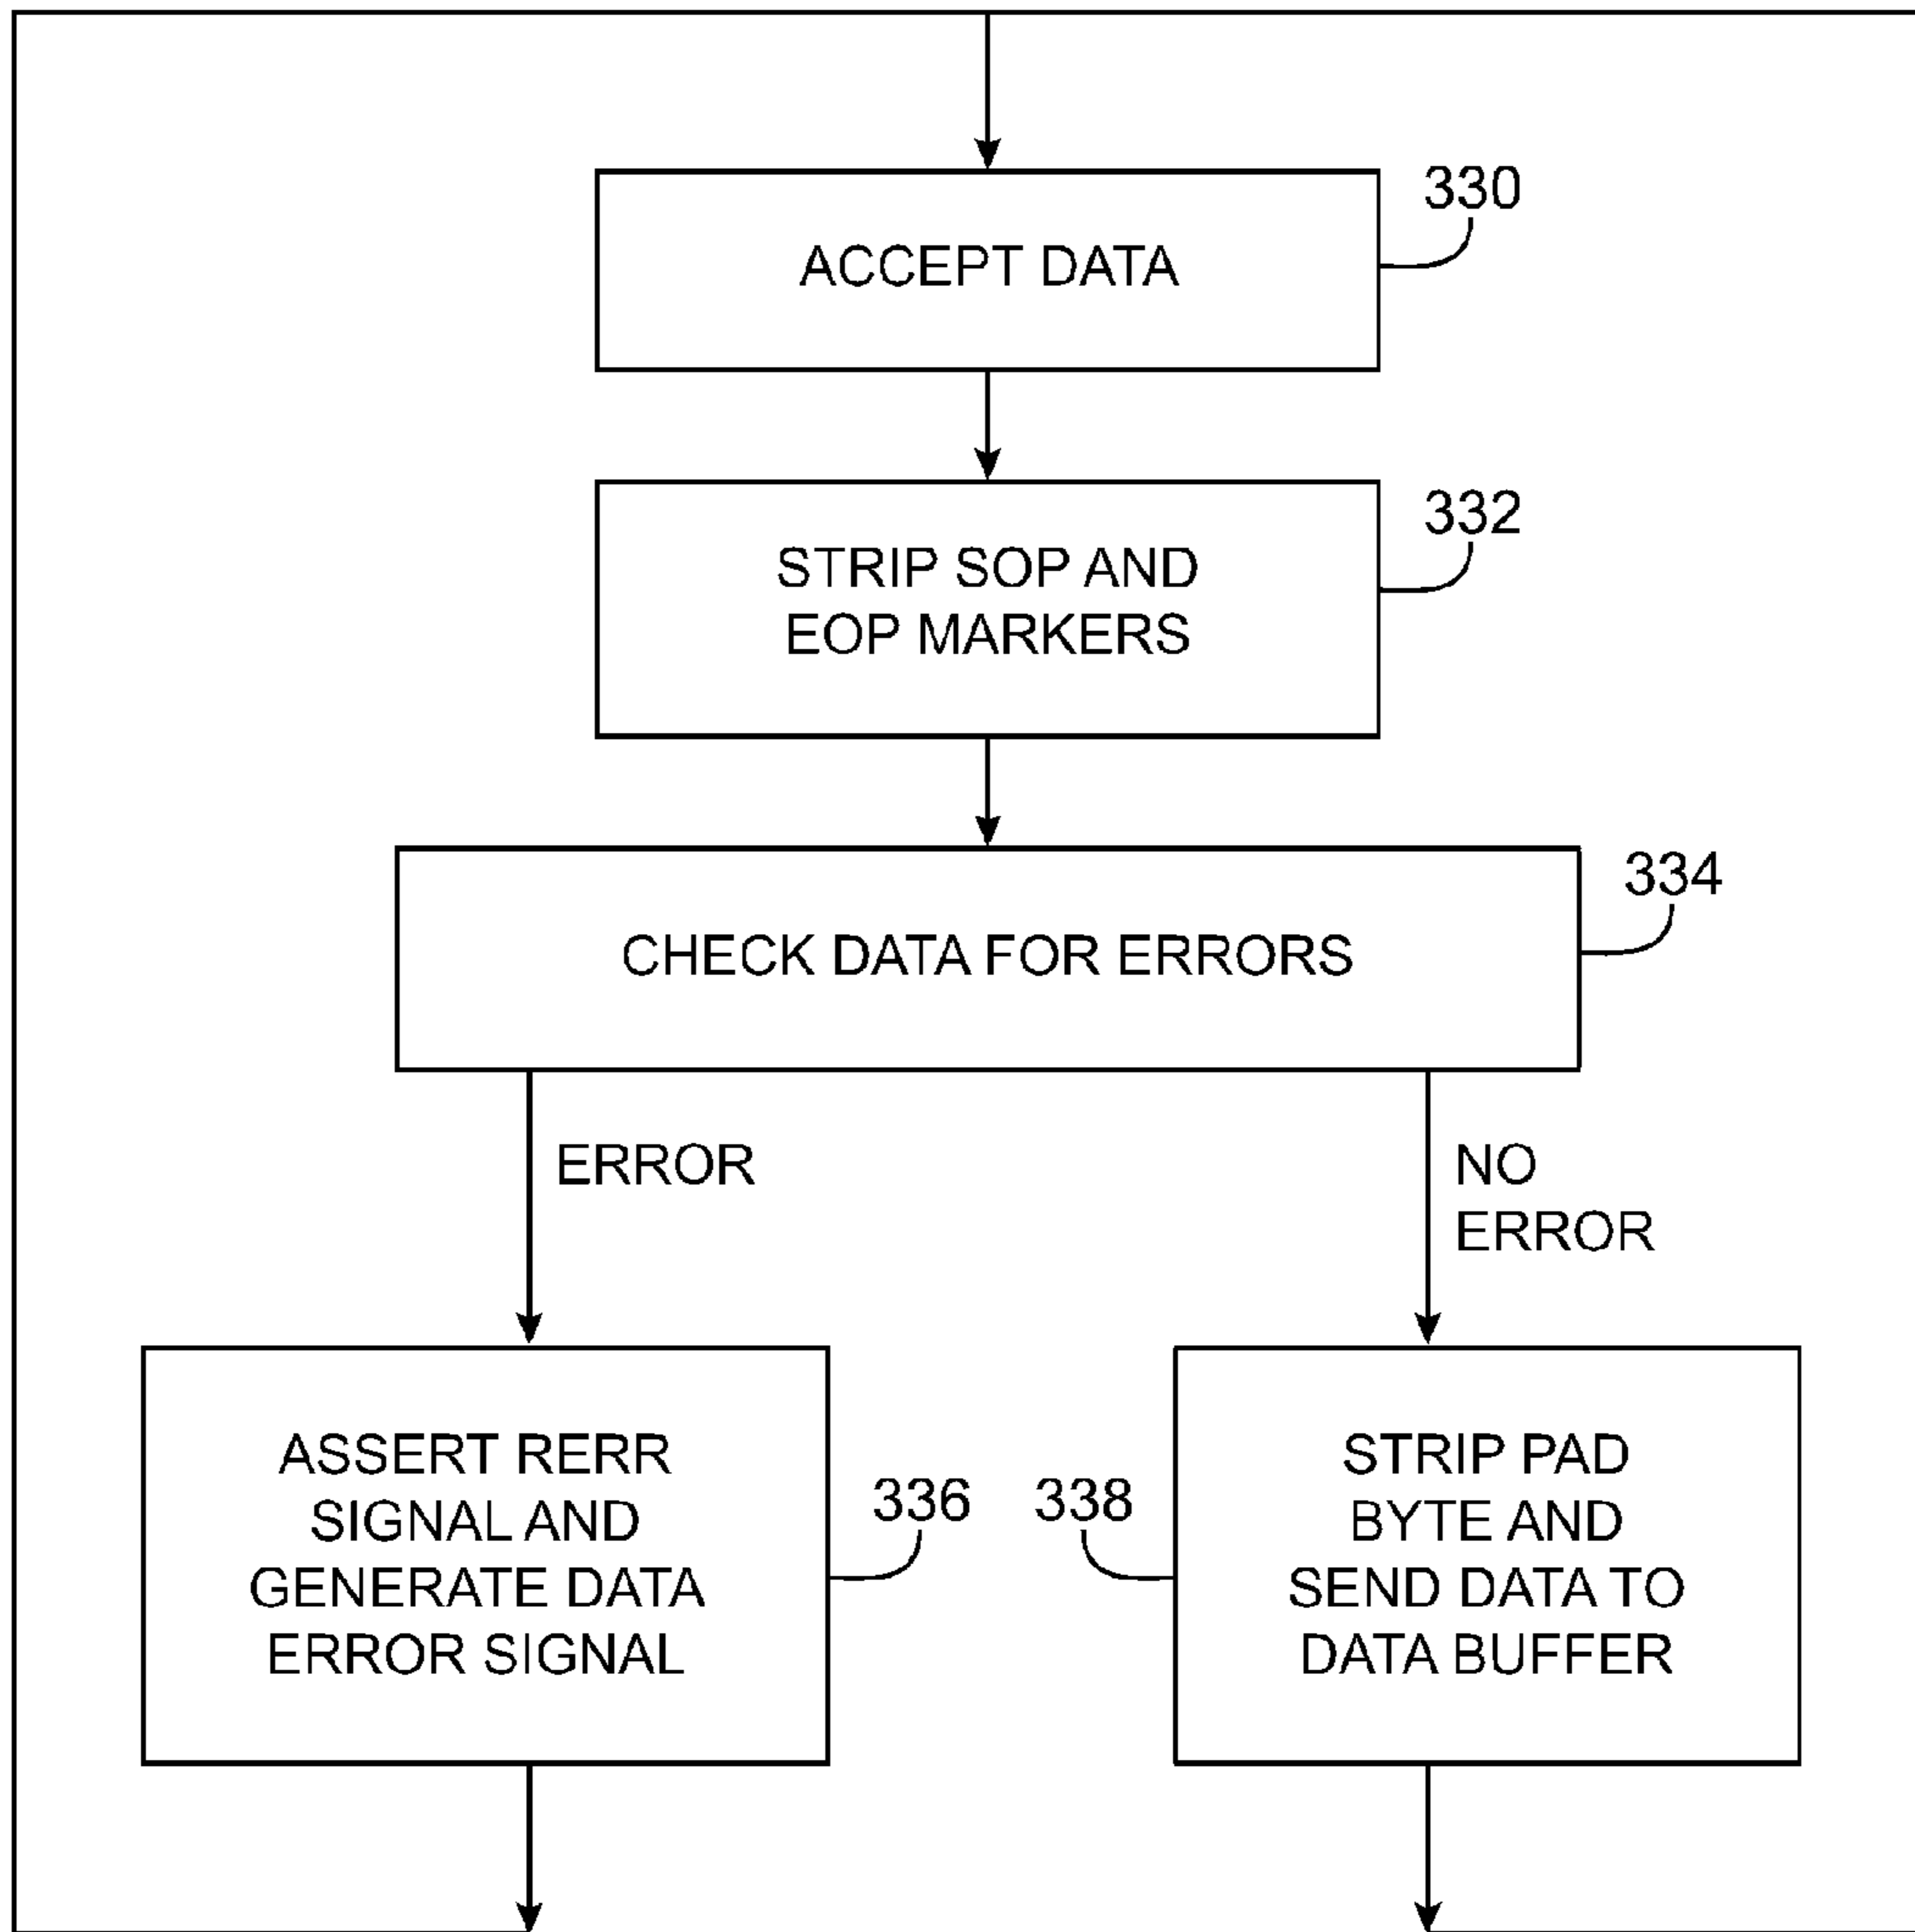 330
ACCEPT DATA
332
STRIP SOP AND
EOP MARKERS
334
CHECK DATA FOR ERRORS
ERROR
NO
ERROR
ASSERT RERR
SIGNAL AND
GENERATE DATA
ERROR SIGNAL
336
338
STRIP PAD
BYTE AND
SEND DATA TO
DATA BUFFER